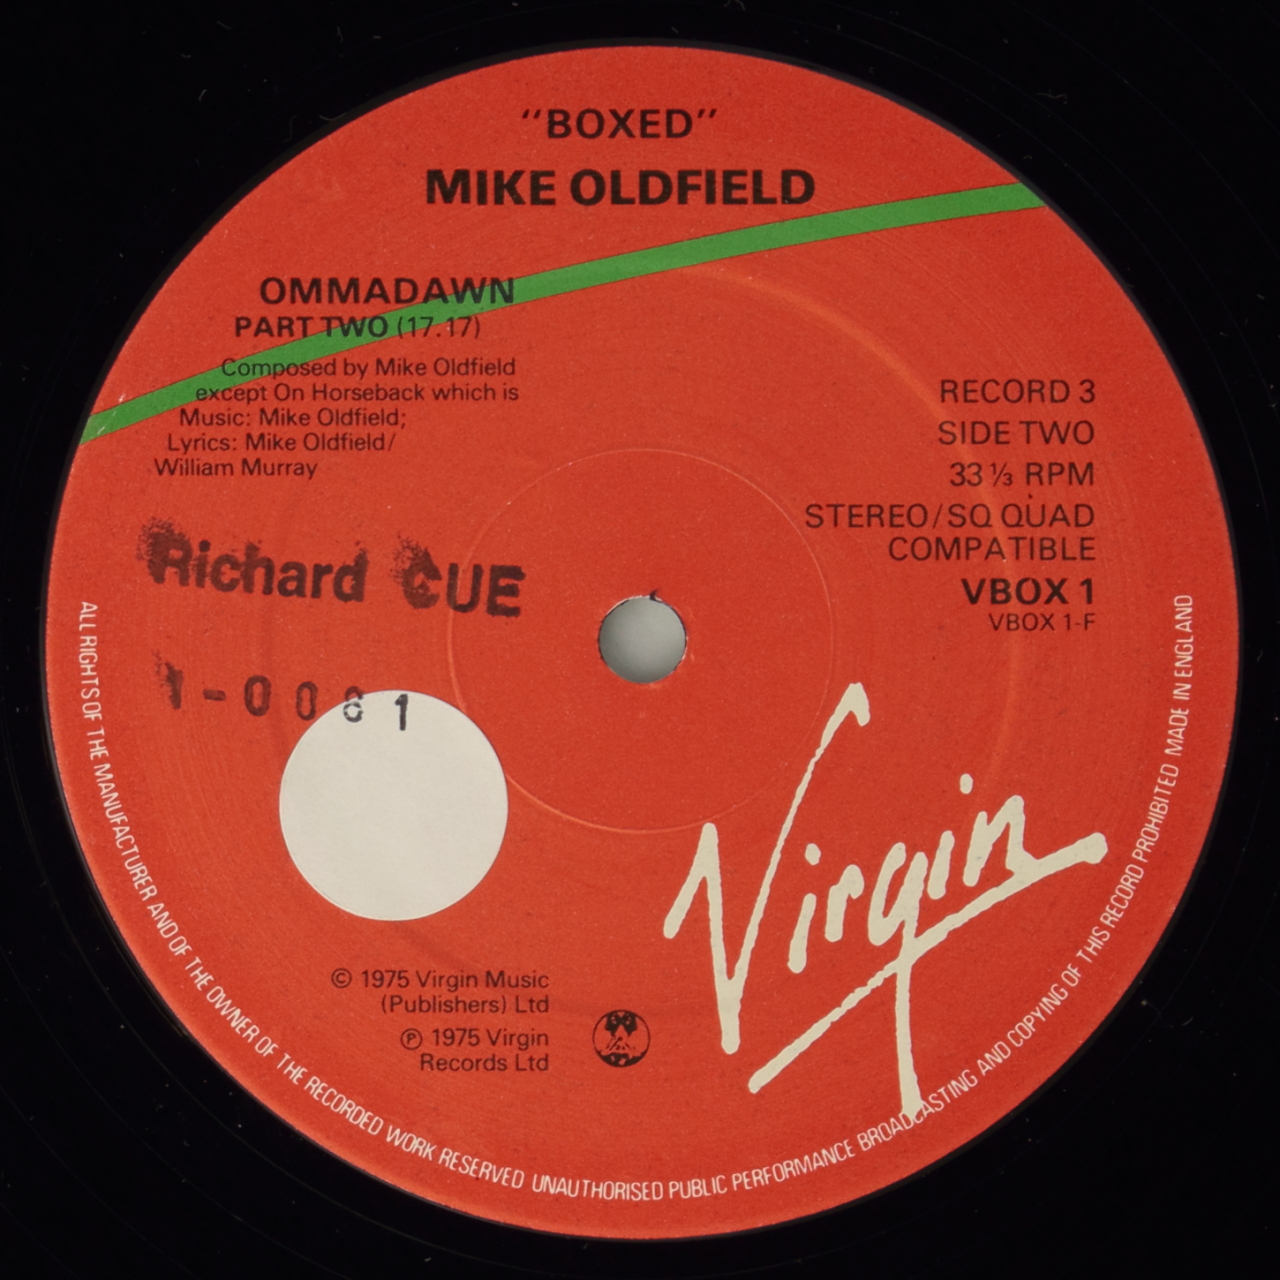 "BOXED"
MIKE OLDFIELD
OMMADAWN
PART TWO (17.17)
Composed by Mike Oldfield
except On Horseback which is
Music: Mike Oldfield;
Lyrics: Mike Oldfield/
William Murray
RECORD 3
SIDE TWO
33 ⅓ RPM
STEREO/SQ QUAD
COMPATIBLE
VBOX 1
VBOX 1-F
Richard CUE
1-0061
Virgin
© 1975 Virgin Music
(Publishers) Ltd
℗ 1975 Virgin
Records Ltd
ALL RIGHTS OF THE MANUFACTURER AND OF THE OWNER OF THE RECORDED WORK RESERVED UNAUTHORISED PUBLIC PERFORMANCE BROADCASTING AND COPYING OF THIS RECORD PROHIBITED MADE IN ENGLAND